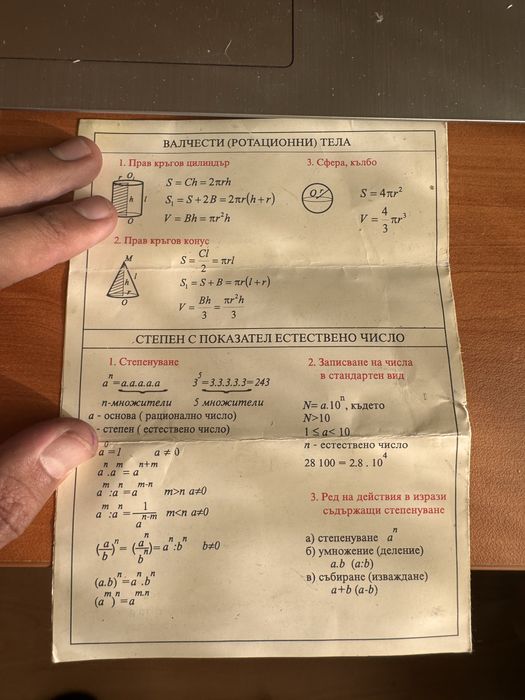 ВАЛЧЕСТИ (РОТАЦИОННИ) ТЕЛА
1. Прав кръгов цилиндър
r O₁
h l
O
S = Ch = 2πrh
S₁ = S + 2B = 2πr(h + r)
V = Bh = πr²h
2. Прав кръгов конус
M
l
h
r
O
S = Cl/2 = πrl
S₁ = S + B = πr(l + r)
V = Bh/3 = πr²h/3
3. Сфера, кълбо
O r
S = 4πr²
V = 4/3 πr³
СТЕПЕН С ПОКАЗАТЕЛ ЕСТЕСТВЕНО ЧИСЛО
1. Степенуване
aⁿ=a.a.a.a.a 3⁵=3.3.3.3.3=243
n-множители 5 множители
a - основа ( рационално число)
- степен ( естествено число)
a⁰=1 a ≠ 0
aⁿ.aᵐ = aⁿ⁺ᵐ
aᵐ:aⁿ=aᵐ⁻ⁿ m>n a≠0
aᵐ:aⁿ=1/aⁿ⁻ᵐ m<n a≠0
(a/b)ⁿ= (aⁿ/bⁿ)=aⁿ:bⁿ b≠0
(a.b)ⁿ=aⁿ.bⁿ
(aᵐ)ⁿ=aᵐ·ⁿ
2. Записване на числа
в стандартен вид
N= a.10ⁿ, където
N>10
1 ≤ a< 10
n - естествено число
28 100 = 2.8 . 10⁴
3. Ред на действия в изрази
съдържащи степенуване
а) степенуване aⁿ
б) умножение (деление)
a.b (a:b)
в) събиране (изваждане)
a+b (a-b)